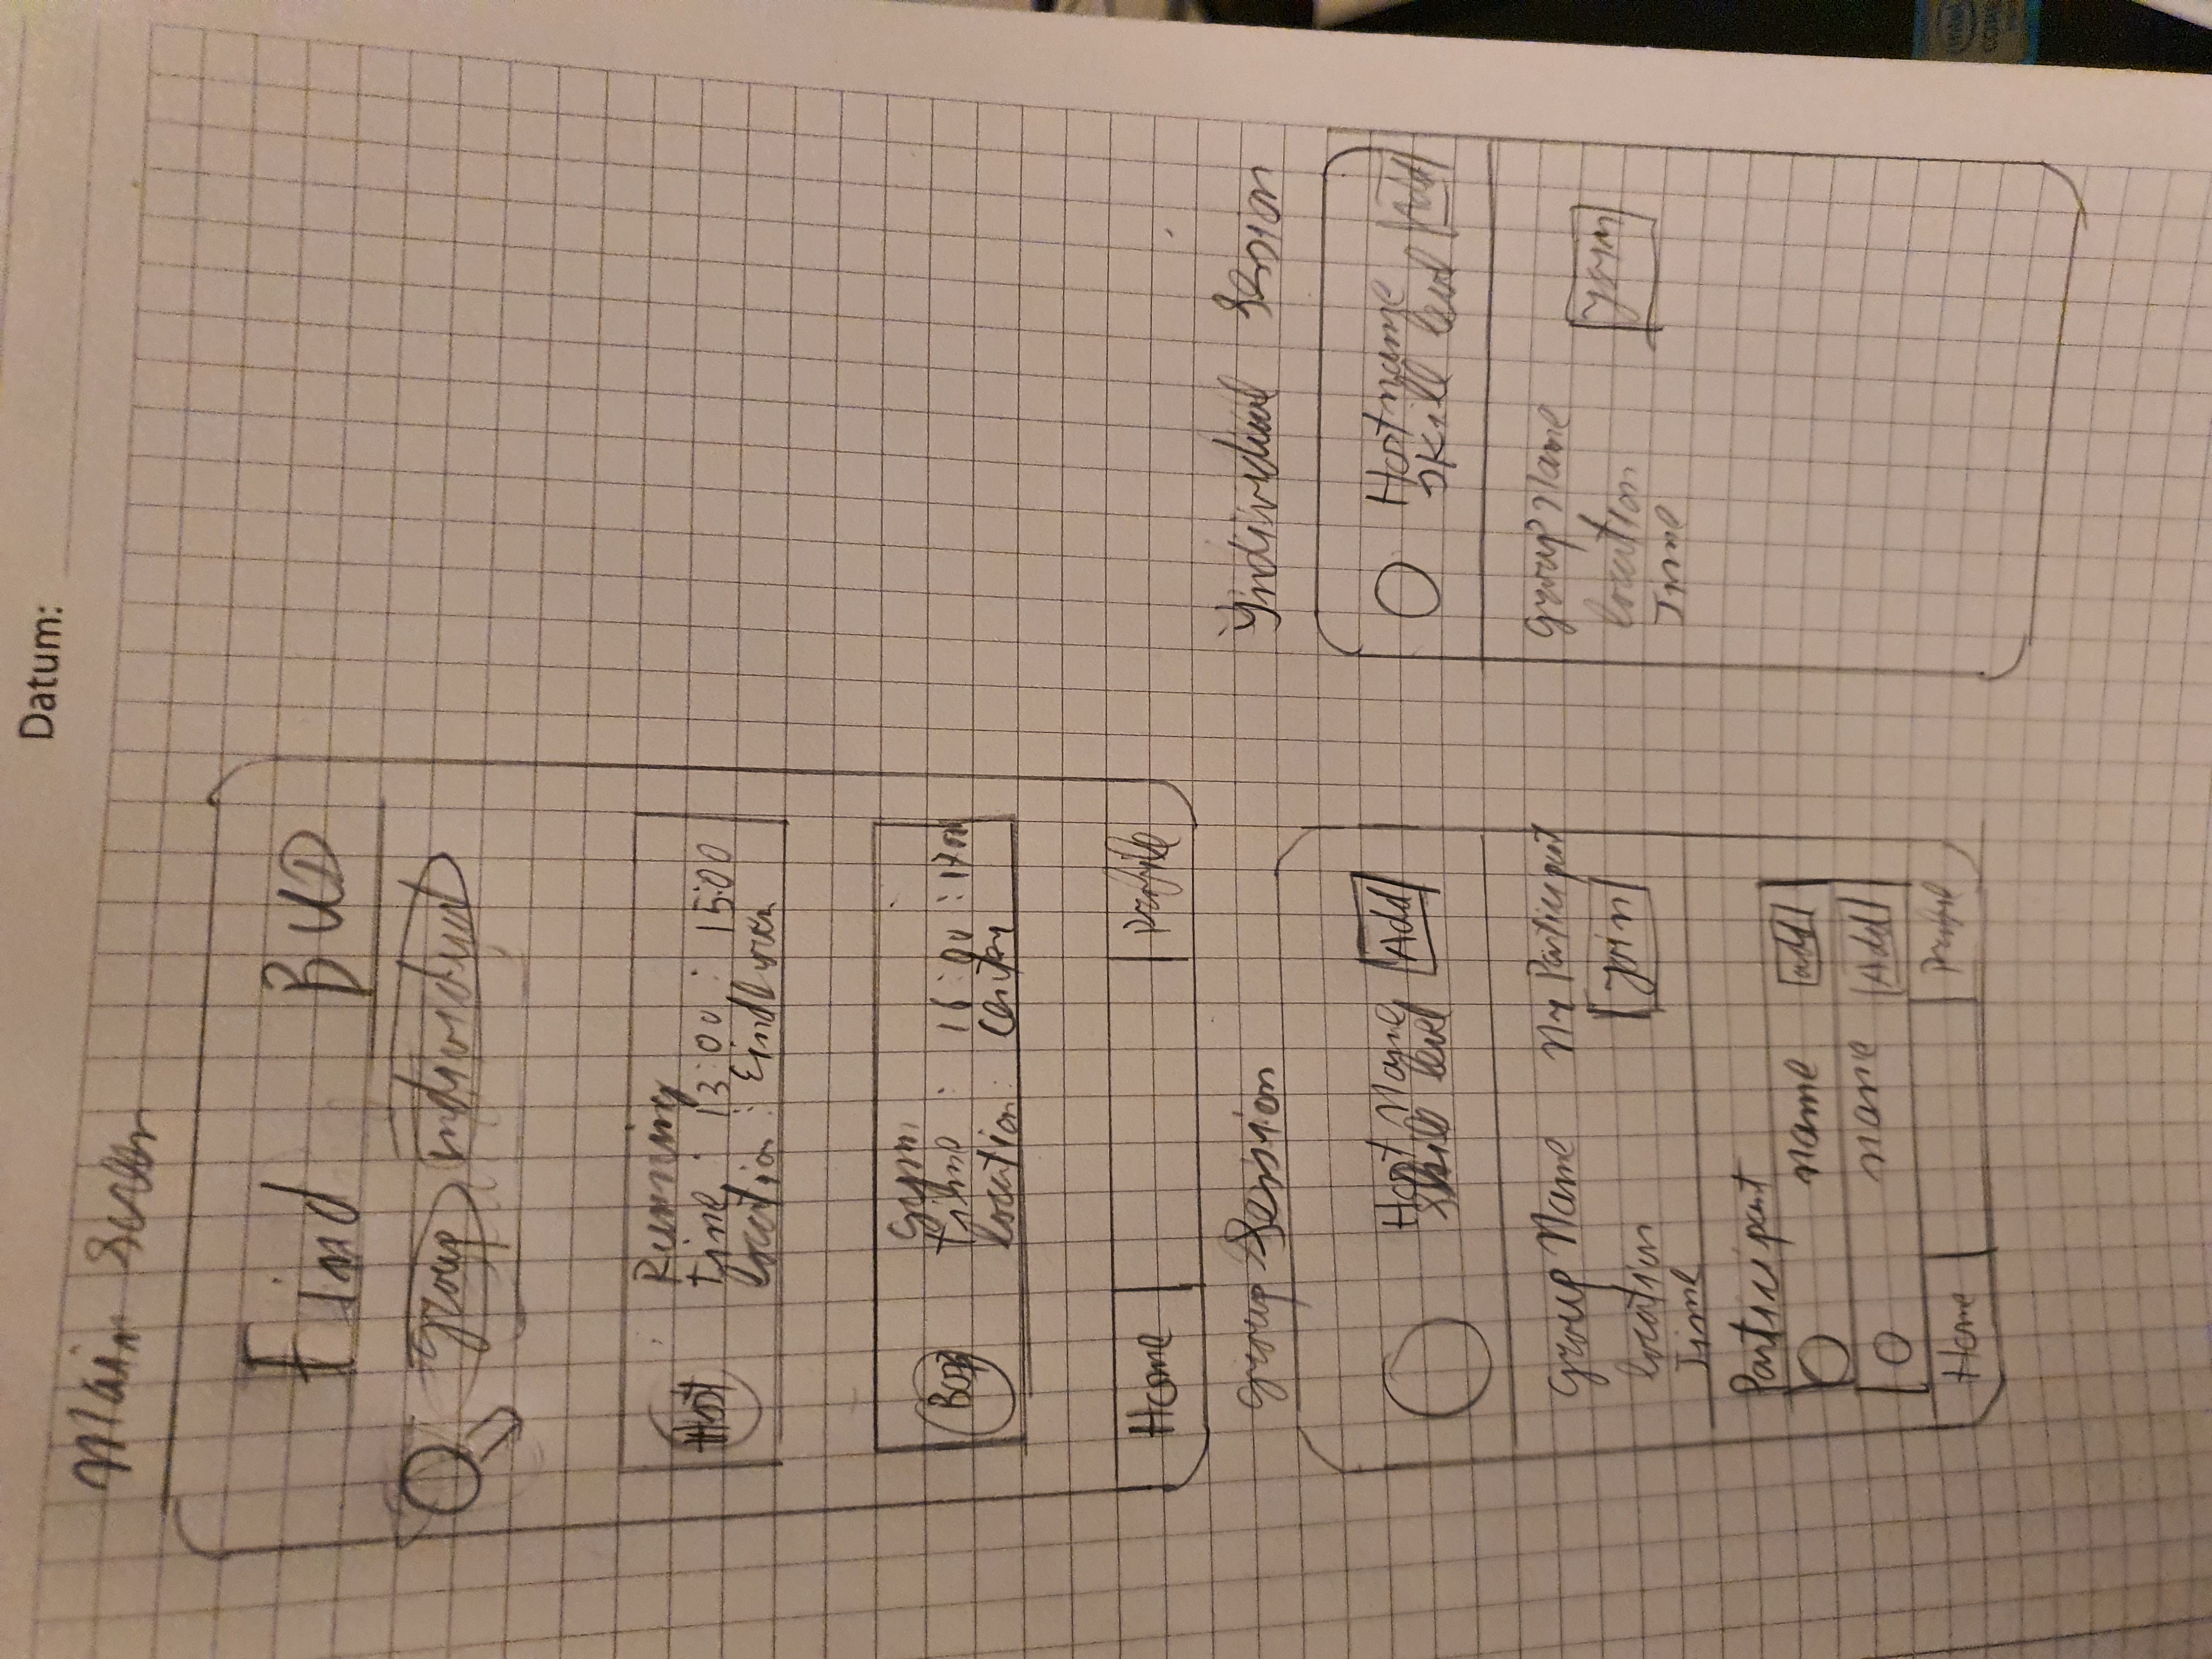 Datum:
Main Screen
Find BUD
group individual
Host
Running
time : 13:00 : 15:00
location : Eindhoven
gym
time : 16:00 : 17:00
location :
Home Profile
group Session
Host Name Add
Skill level
Group Name Nr Participant
location Join
Time
Participant
name add
name Add
Home Profile
Individual Session
Hostname
Skill level Add
group Name
location Join
Time
intel